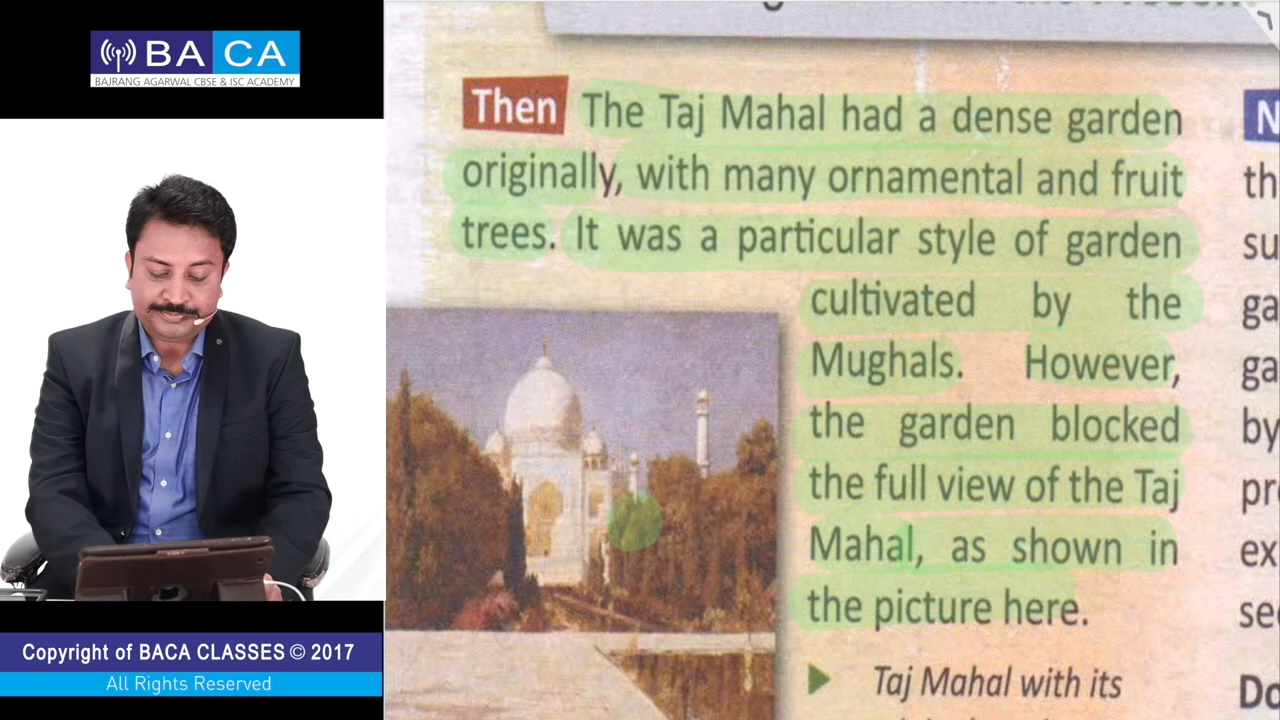 BACA
BAJRANG AGARWAL CBSE & ISC ACADEMY
Then The Taj Mahal had a dense garden
originally, with many ornamental and fruit
trees. It was a particular style of garden
cultivated by the
Mughals. However,
the garden blocked
the full view of the Taj
Mahal, as shown in
the picture here.
Taj Mahal with its
N
th
su
ga
ga
by
pr
ex
se
Do
Copyright of BACA CLASSES © 2017
All Rights Reserved